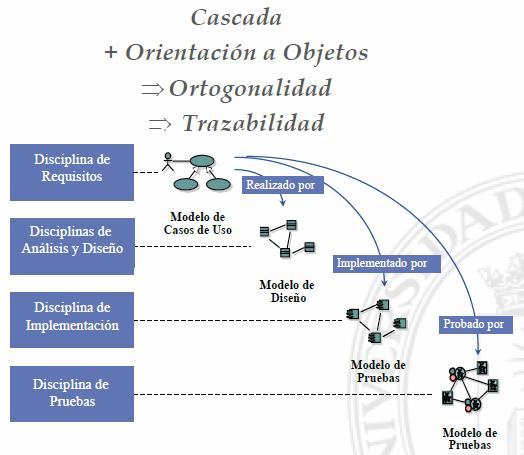 Cascada
+ Orientación a Objetos
⇒ Ortogonalidad
⇒ Trazabilidad
Disciplina de
Requisitos
Realizado por
Modelo de
Casos de Uso
Disciplinas de
Análisis y Diseño
Implementado por
Modelo de
Diseño
Disciplina de
Implementación
Probado por
Modelo de
Pruebas
Disciplina de
Pruebas
Modelo de
Pruebas